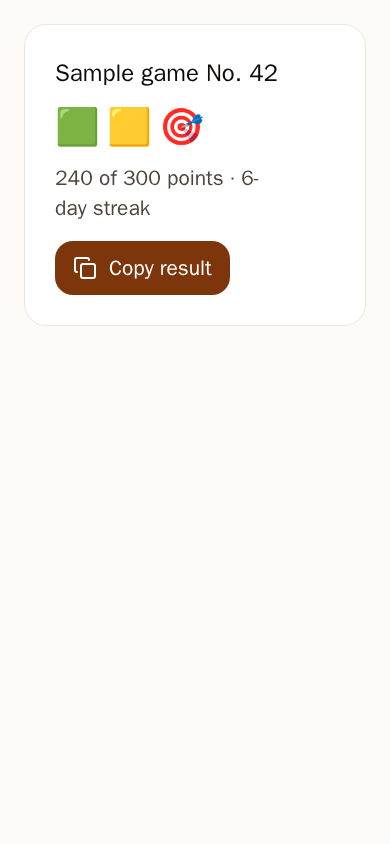 Sample game No. 42
🟩 🟨 🎯
240 of 300 points · 6-
day streak
Copy result